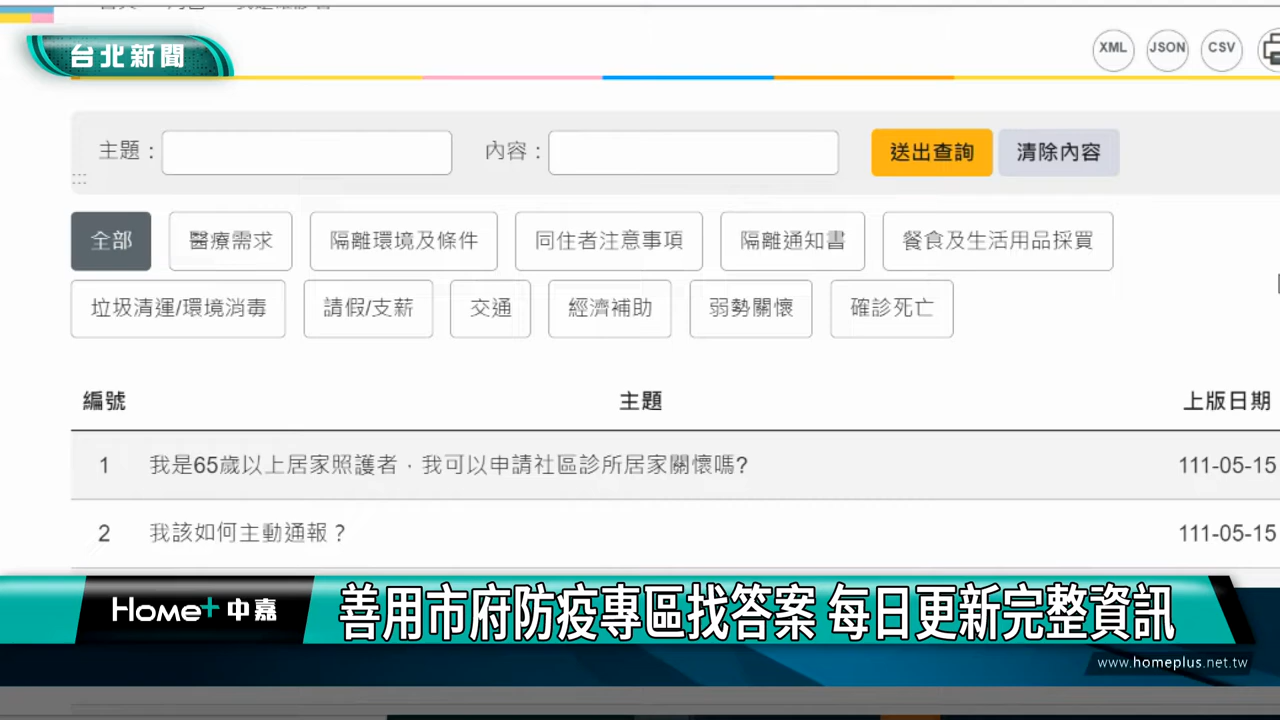 台北新聞
XML JSON CSV
主題：
內容：
送出查詢 清除內容
全部 醫療需求 隔離環境及條件 同住者注意事項 隔離通知書 餐食及生活用品採買
垃圾清運/環境消毒 請假/支薪 交通 經濟補助 弱勢關懷 確診死亡
編號 主題 上版日期
1 我是65歲以上居家照護者，我可以申請社區診所居家關懷嗎? 111-05-15
2 我該如何主動通報？ 111-05-15
Home+中嘉 善用市府防疫專區找答案 每日更新完整資訊
www.homeplus.net.tw